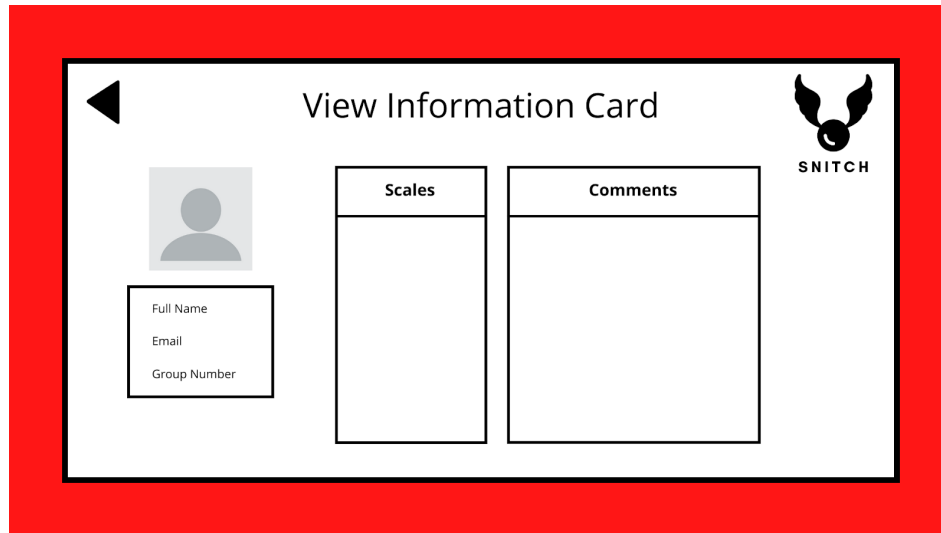 View Information Card
SNITCH
Scales
Comments
Full Name
Email
Group Number